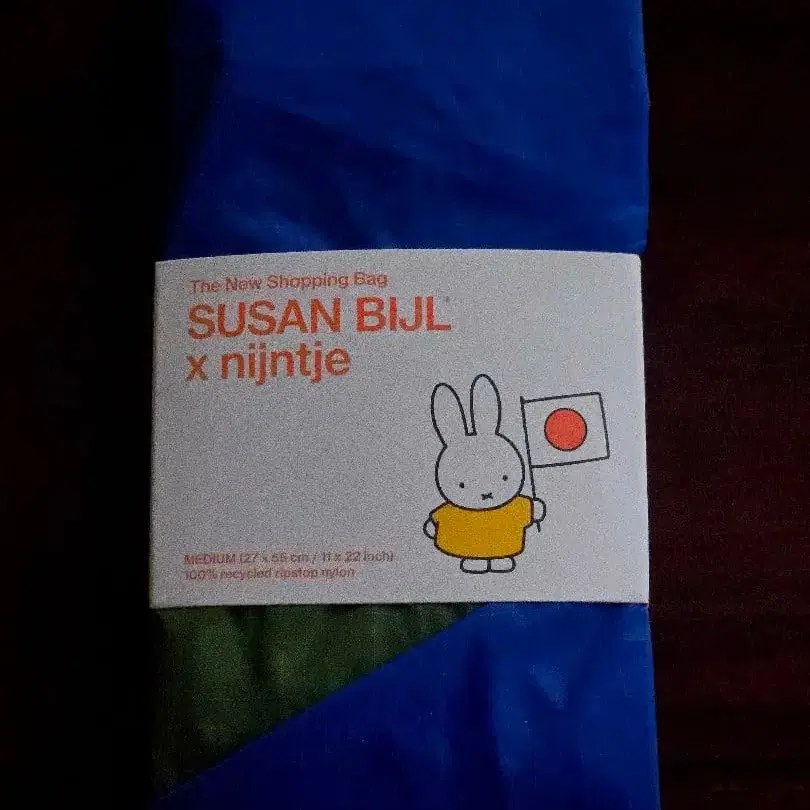 The New Shopping Bag
SUSAN BIJL®
x nijntje
MEDIUM (27 x 55 cm / 11 x 22 inch)
100% recycled ripstop nylon